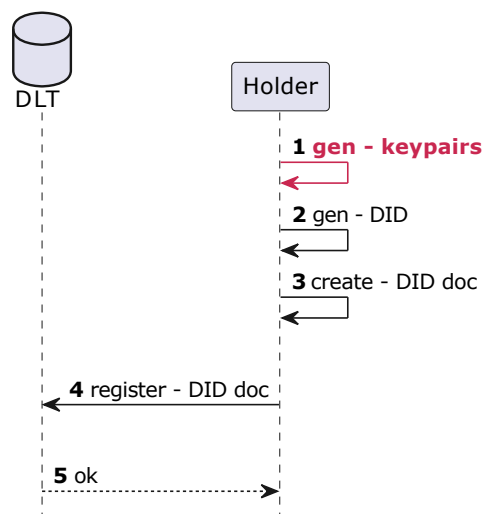 DLT
Holder
1 gen - keypairs
2 gen - DID
3 create - DID doc
4 register - DID doc
5 ok